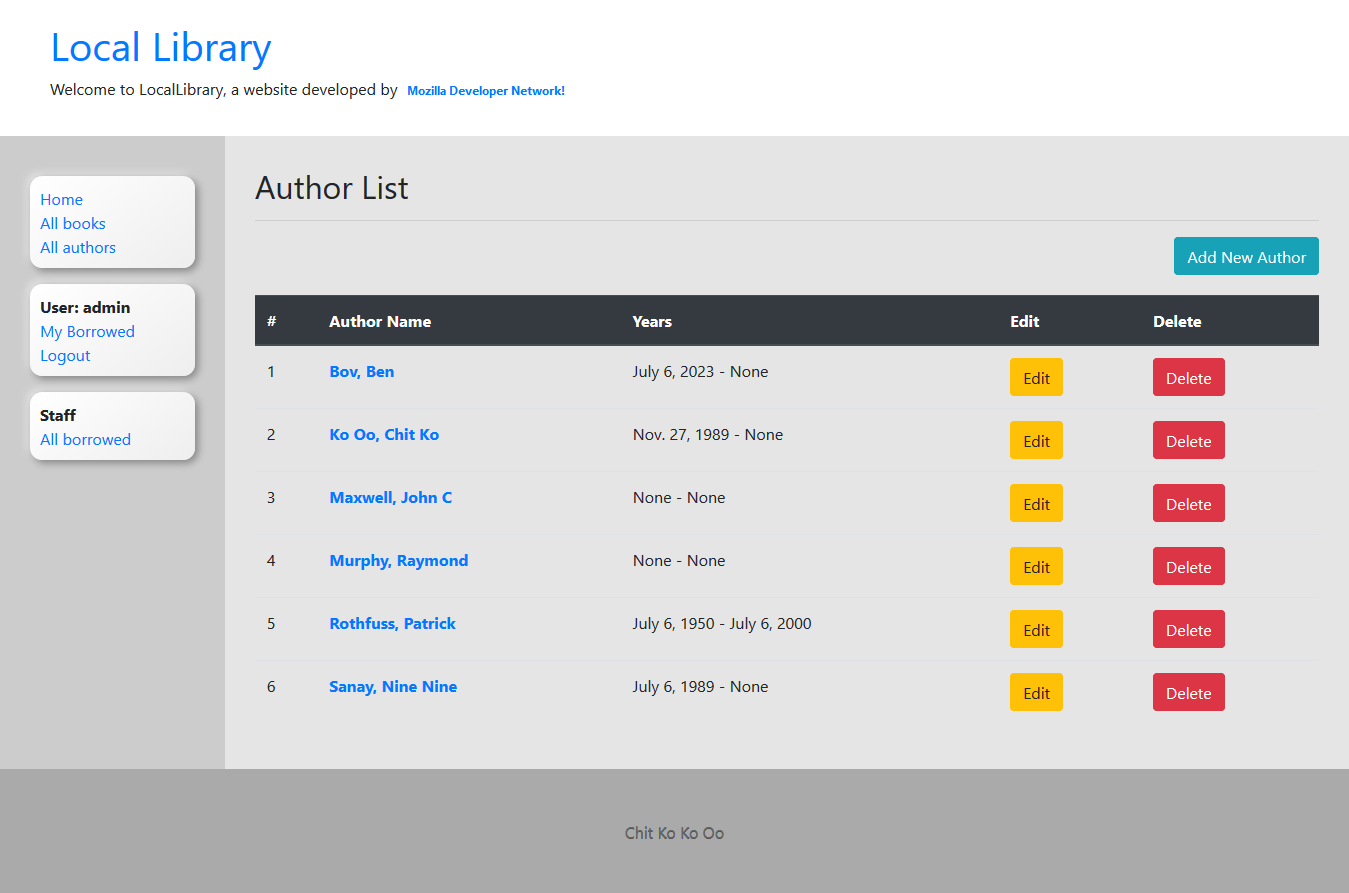 Local Library
Welcome to LocalLibrary, a website developed by Mozilla Developer Network!
Home
All books
All authors
User: admin
My Borrowed
Logout
Staff
All borrowed
Author List
Add New Author
# Author Name Years Edit Delete
1 Bov, Ben July 6, 2023 - None Edit Delete
2 Ko Oo, Chit Ko Nov. 27, 1989 - None Edit Delete
3 Maxwell, John C None - None Edit Delete
4 Murphy, Raymond None - None Edit Delete
5 Rothfuss, Patrick July 6, 1950 - July 6, 2000 Edit Delete
6 Sanay, Nine Nine July 6, 1989 - None Edit Delete
Chit Ko Ko Oo